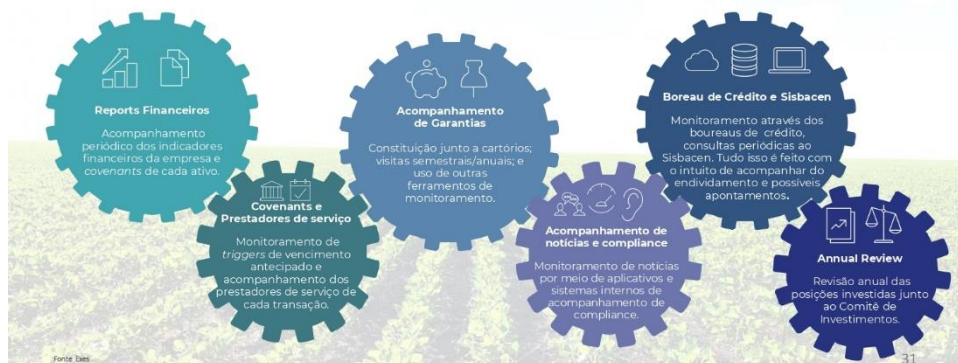 Reports Financeiros
Acompanhamento
periódico dos indicadores
financeiros da empresa e
covenants de cada ativo.
Covenants e
Prestadores de serviço
Monitoramento de
triggers de vencimento
antecipado e
acompanhamento dos
prestadores de serviço de
cada transação.
Acompanhamento
de Garantias
Constituição junto a cartórios;
visitas semestrais/anuais; e
uso de outras
ferramentos de
monitoramento.
Acompanhamento de
notícias e compliance
Monitoramento de notícias
por meio de aplicativos e
sistemas internos de
acompanhamento de
compliance.
Boreau de Crédito e Sisbacen
Monitoramento através dos
boureaus de crédito,
consultas periódicas ao
Sisbacen. Tudo isso é feito com
o intuito de acompanhar do
endividamento e possíveis
apontamentos.
Annual Review
Revisão anual das
posições investidas junto
ao Comitê de
Investimentos.
Fonte: Exes
31